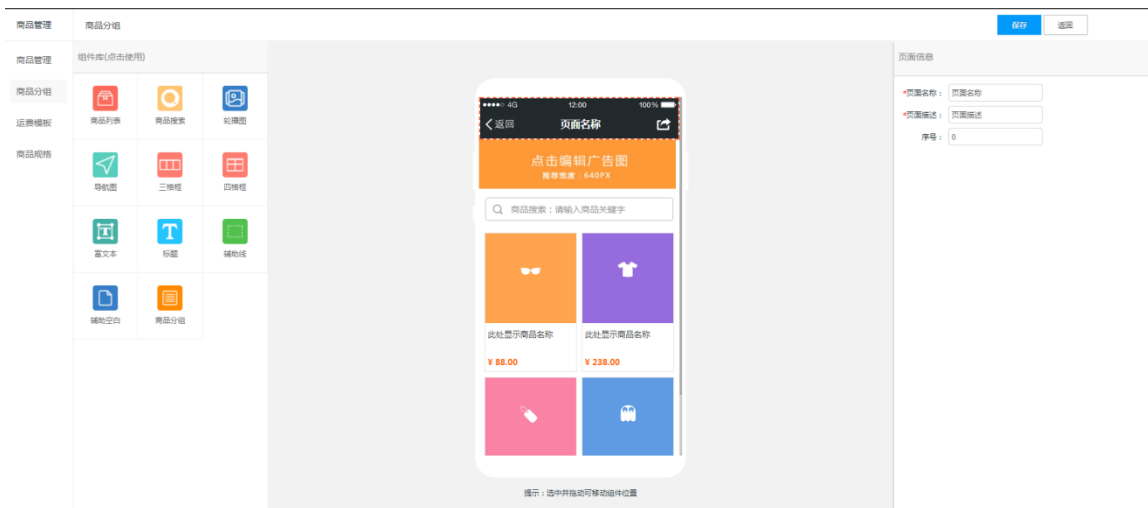 商品管理
商品分组
保存
返回
商品管理
商品分组
运费模板
商品规格
组件库(点击使用)
商品列表
商品搜索
轮播图
导航图
三格框
四格框
富文本
标题
辅助线
辅助空白
商品分组
4G
12:00
100%
返回
页面名称
点击编辑广告图
推荐宽度：640PX
商品搜索：请输入商品关键字
此处显示商品名称
此处显示商品名称
¥ 88.00
¥ 238.00
提示：选中并拖动可移动组件位置
页面信息
*页面名称： 页面名称
*页面描述： 页面描述
序号： 0